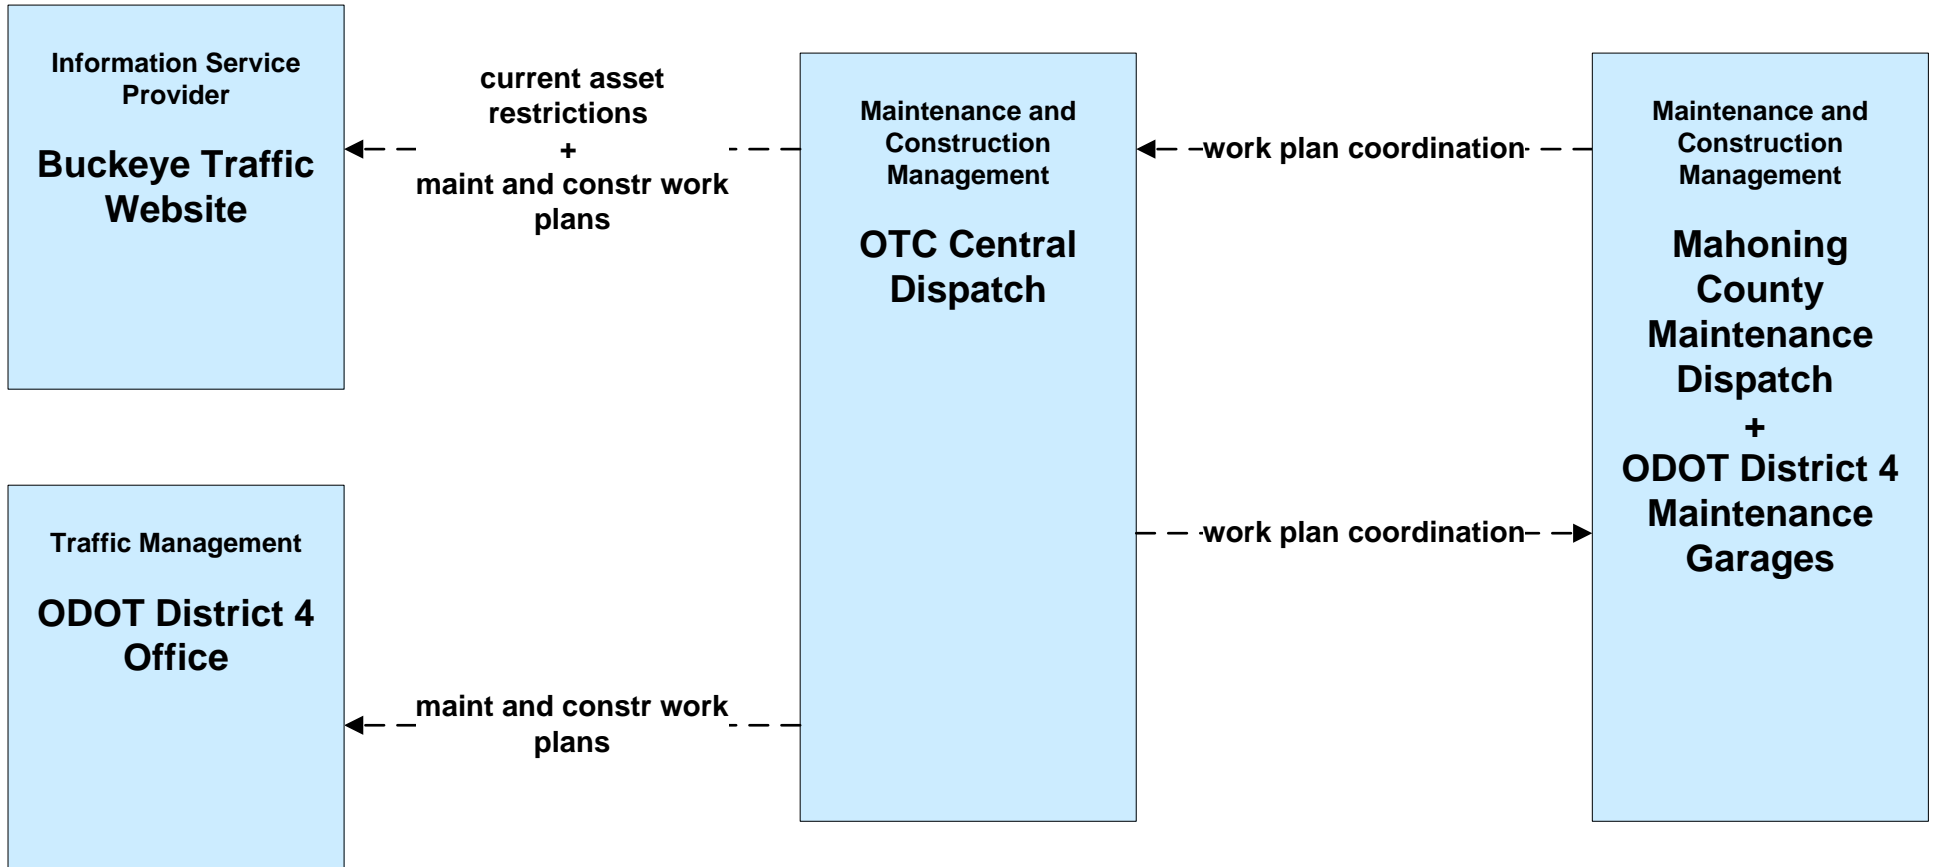 Information Service
Provider
Buckeye Traffic
Website
current asset
restrictions
+
maint and constr work
plans
Maintenance and
Construction
Management
OTC Central
Dispatch
work plan coordination
Maintenance and
Construction
Management
Mahoning
County
Maintenance
Dispatch
+
ODOT District 4
Maintenance
Garages
Traffic Management
ODOT District 4
Office
maint and constr work
plans
work plan coordination